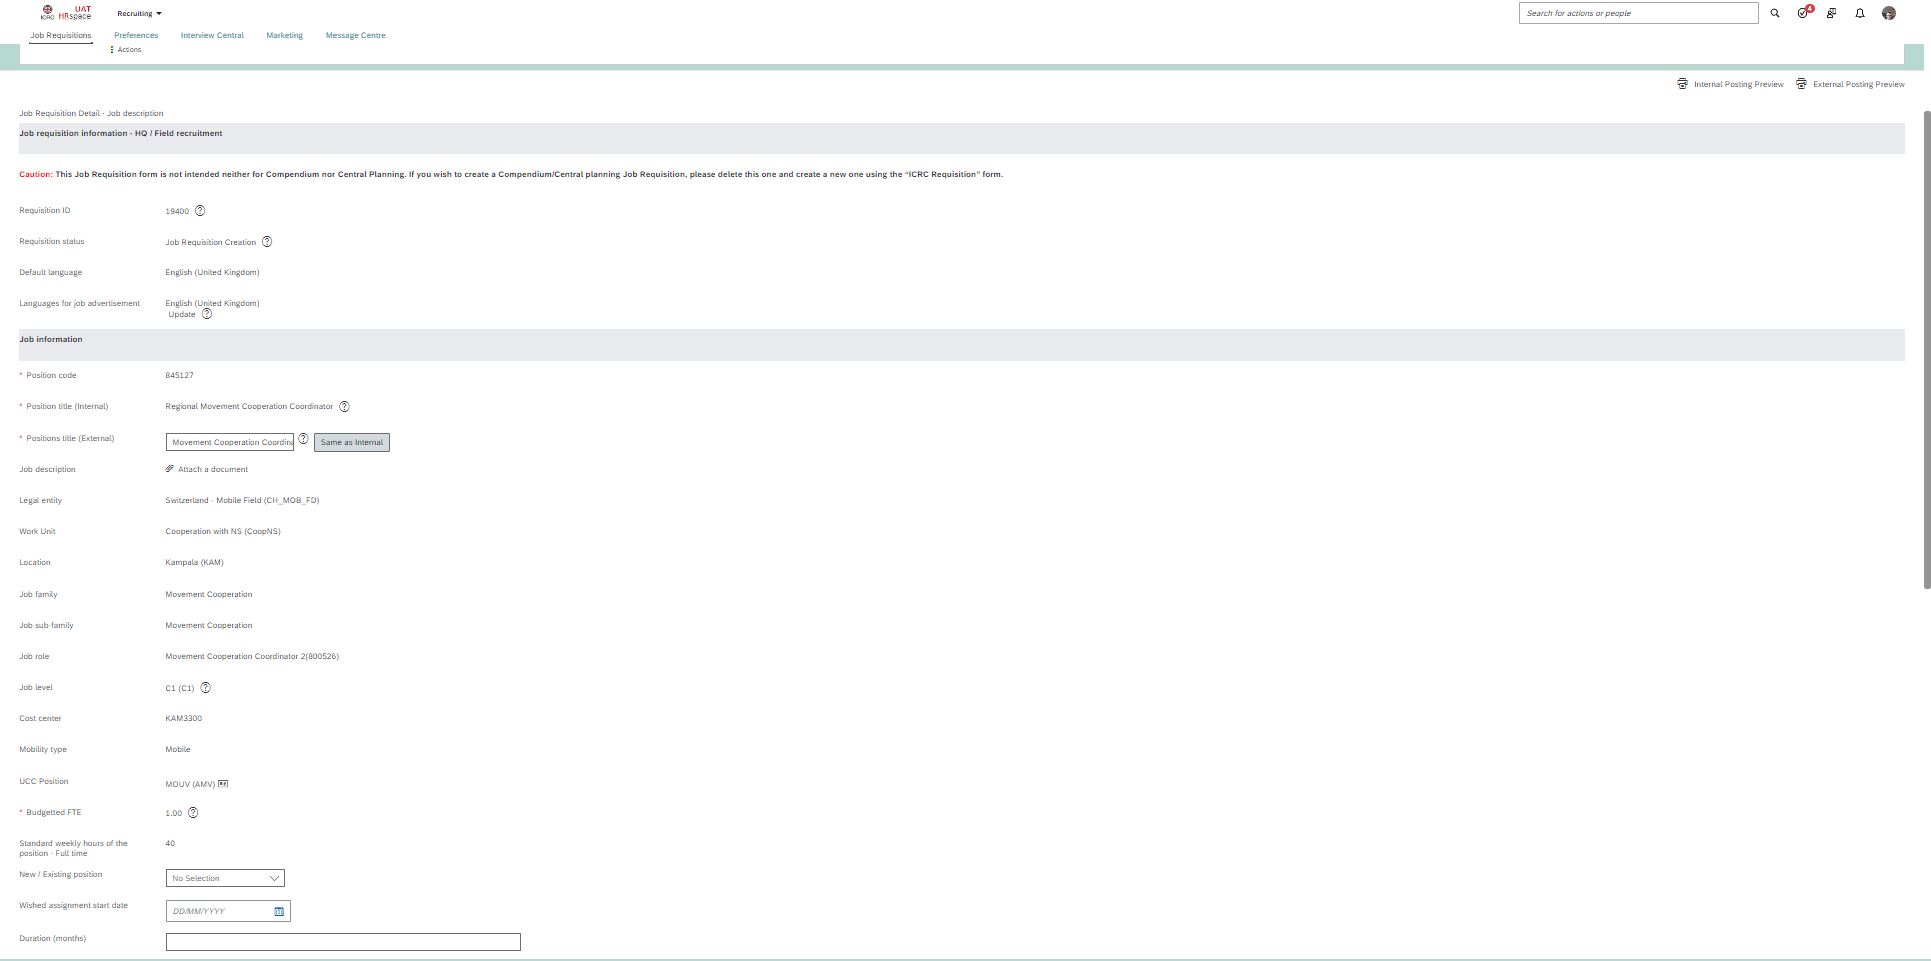 UAT
ICRC HRspace
Recruiting
Search for actions or people
4
Job Requisitions Preferences Interview Central Marketing Message Centre
Actions
Internal Posting Preview External Posting Preview
Job Requisition Detail - Job description
Job requisition information - HQ / Field recruitment
Caution: This Job Requisition form is not intended neither for Compendium nor Central Planning. If you wish to create a Compendium/Central planning Job Requisition, please delete this one and create a new one using the "ICRC Requisition" form.
Requisition ID 19400 ?
Requisition status Job Requisition Creation ?
Default language English (United Kingdom)
Languages for job advertisement English (United Kingdom)
Update ?
Job information
* Position code 845127
* Position title (Internal) Regional Movement Cooperation Coordinator ?
* Positions title (External) Movement Cooperation Coordina ? Same as Internal
Job description Attach a document
Legal entity Switzerland - Mobile Field (CH_MOB_FD)
Work Unit Cooperation with NS (CoopNS)
Location Kampala (KAM)
Job family Movement Cooperation
Job sub-family Movement Cooperation
Job role Movement Cooperation Coordinator 2(800526)
Job level C1 (C1) ?
Cost center KAM3300
Mobility type Mobile
UCC Position MOUV (AMV)
* Budgetted FTE 1.00 ?
Standard weekly hours of the 40
position - Full time
New / Existing position No Selection
Wished assignment start date DD/MM/YYYY
Duration (months)